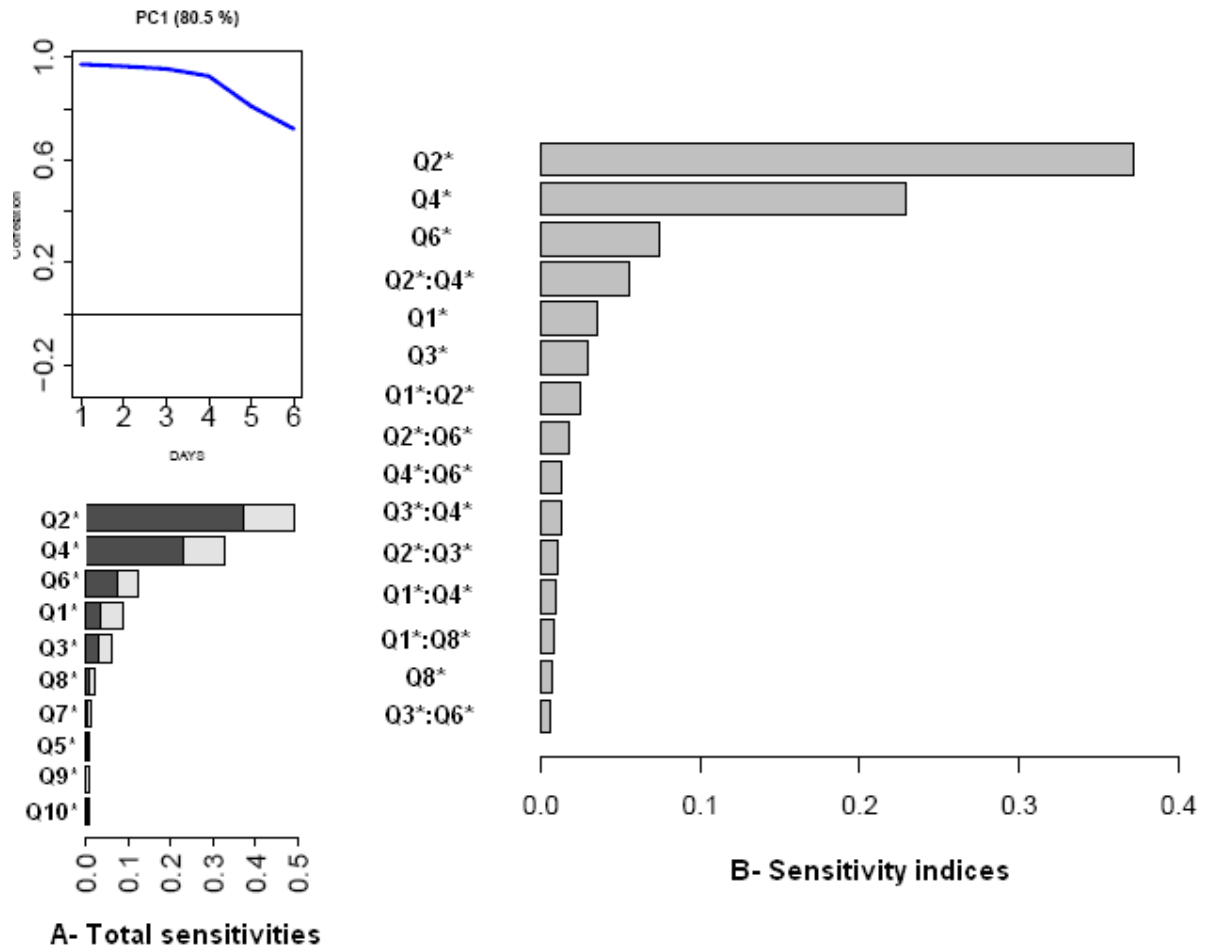 PC1 (80.5 %)
1.0
0.6
0.2
−0.2
Correlation
1 2 3 4 5 6
DAYS
Q2*
Q4*
Q6*
Q1*
Q3*
Q8*
Q7*
Q5*
Q9*
Q10*
0.0 0.1 0.2 0.3 0.4 0.5
A- Total sensitivities
Q2*
Q4*
Q6*
Q2*:Q4*
Q1*
Q3*
Q1*:Q2*
Q2*:Q6*
Q4*:Q6*
Q3*:Q4*
Q2*:Q3*
Q1*:Q4*
Q1*:Q8*
Q8*
Q3*:Q6*
0.0 0.1 0.2 0.3 0.4
B- Sensitivity indices